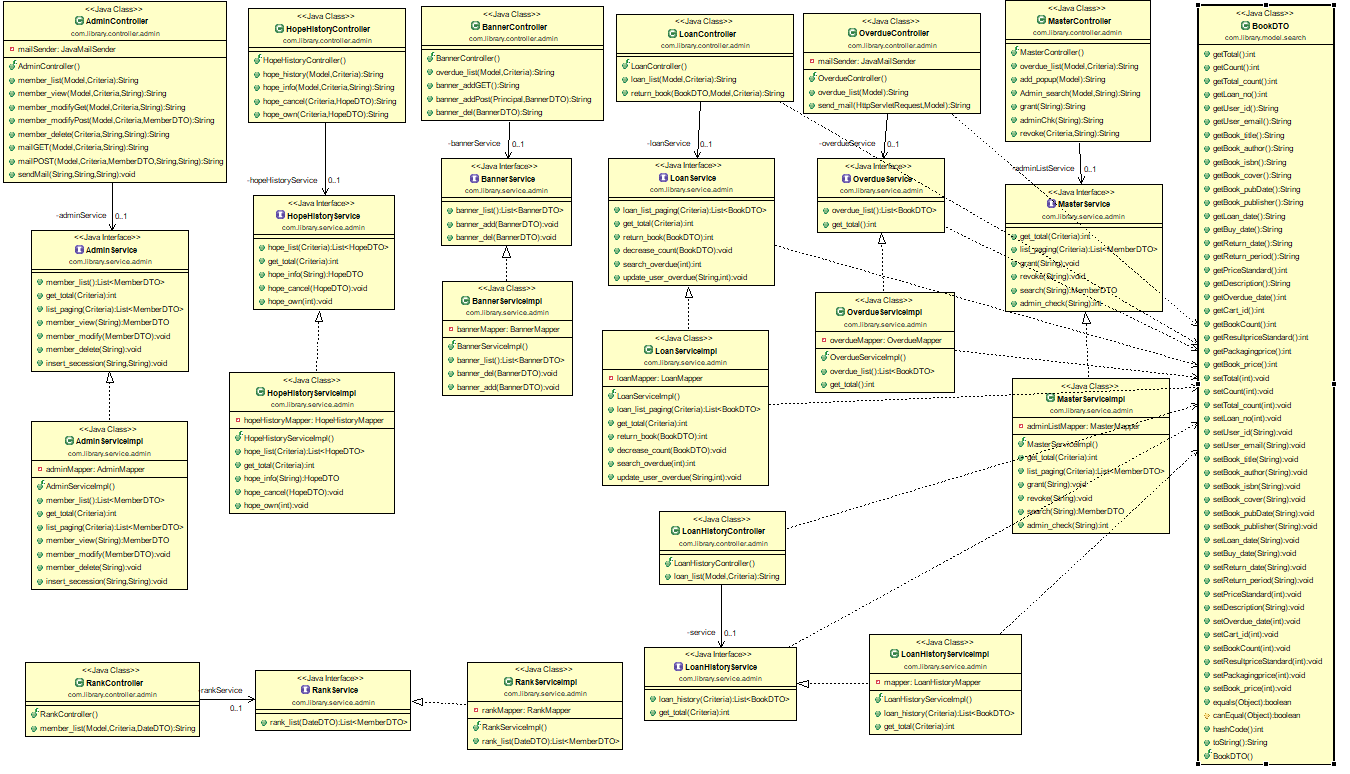 <<Java Class>>
AdminController
com.library.controller.admin
mailSender: JavaMailSender
AdminController()
member_list(Model,Criteria):String
member_view(Model,Criteria,String):String
member_modifyGet(Model,Criteria,String):String
member_modifyPost(Model,Criteria,MemberDTO):String
member_delete(Criteria,String,String):String
mailGET(Model,Criteria,String):String
mailPOST(Model,Criteria,MemberDTO,String,String):String
sendMail(String,String,String):void
-adminService
0..1
<<Java Interface>>
AdminService
com.library.service.admin
member_list():List<MemberDTO>
get_total(Criteria):int
list_paging(Criteria):List<MemberDTO>
member_view(String):MemberDTO
member_modify(MemberDTO):void
member_delete(String):void
insert_secession(String,String):void
<<Java Class>>
AdminServiceImpl
com.library.service.admin
adminMapper: AdminMapper
AdminServiceImpl()
member_list():List<MemberDTO>
get_total(Criteria):int
list_paging(Criteria):List<MemberDTO>
member_view(String):MemberDTO
member_modify(MemberDTO):void
member_delete(String):void
insert_secession(String,String):void
<<Java Class>>
HopeHistoryController
com.library.controller.admin
HopeHistoryController()
hope_history(Model,Criteria):String
hope_info(Model,Criteria,String):String
hope_cancel(Criteria,HopeDTO):String
hope_own(Criteria,HopeDTO):String
-hopeHistoryService
0..1
<<Java Interface>>
HopeHistoryService
com.library.service.admin
hope_list(Criteria):List<HopeDTO>
get_total(Criteria):int
hope_info(String):HopeDTO
hope_cancel(HopeDTO):void
hope_own(int):void
<<Java Class>>
HopeHistoryServiceImpl
com.library.service.admin
hopeHistoryMapper: HopeHistoryMapper
HopeHistoryServiceImpl()
hope_list(Criteria):List<HopeDTO>
get_total(Criteria):int
hope_info(String):HopeDTO
hope_cancel(HopeDTO):void
hope_own(int):void
<<Java Class>>
BannerController
com.library.controller.admin
BannerController()
overdue_list(Model,Criteria):String
banner_addGET():String
banner_addPost(Principal,BannerDTO):String
banner_del(BannerDTO):String
-bannerService
0..1
<<Java Interface>>
BannerService
com.library.service.admin
banner_list():List<BannerDTO>
banner_add(BannerDTO):void
banner_del(BannerDTO):void
<<Java Class>>
BannerServiceImpl
com.library.service.admin
bannerMapper: BannerMapper
BannerServiceImpl()
banner_list():List<BannerDTO>
banner_del(BannerDTO):void
banner_add(BannerDTO):void
<<Java Class>>
LoanController
com.library.controller.admin
LoanController()
loan_list(Model,Criteria):String
return_book(BookDTO,Model,Criteria):String
-loanService
0..1
<<Java Interface>>
LoanService
com.library.service.admin
loan_list_paging(Criteria):List<BookDTO>
get_total(Criteria):int
return_book(BookDTO):int
decrease_count(BookDTO):void
search_overdue(int):int
update_user_overdue(String,int):void
<<Java Class>>
LoanServiceImpl
com.library.service.admin
loanMapper: LoanMapper
LoanServiceImpl()
loan_list_paging(Criteria):List<BookDTO>
get_total(Criteria):int
return_book(BookDTO):int
decrease_count(BookDTO):void
search_overdue(int):int
update_user_overdue(String,int):void
<<Java Class>>
OverdueController
com.library.controller.admin
mailSender: JavaMailSender
OverdueController()
overdue_list(Model):String
send_mail(HttpServletRequest,Model):String
-overdueService
0..1
<<Java Interface>>
OverdueService
com.library.service.admin
overdue_list():List<BookDTO>
get_total():int
<<Java Class>>
OverdueServiceImpl
com.library.service.admin
overdueMapper: OverdueMapper
OverdueServiceImpl()
overdue_list():List<BookDTO>
get_total():int
<<Java Class>>
MasterController
com.library.controller.admin
MasterController()
overdue_list(Model,Criteria):String
add_popup(Model):String
Admin_search(Model,String):String
grant(String):String
adminChk(String):String
revoke(Criteria,String):String
-adminListService
0..1
<<Java Interface>>
MasterService
com.library.service.admin
get_total(Criteria):int
list_paging(Criteria):List<MemberDTO>
grant(String):void
revoke(String):void
search(String):MemberDTO
admin_check(String):int
<<Java Class>>
MasterServiceImpl
com.library.service.admin
adminListMapper: MasterMapper
MasterServiceImpl()
get_total(Criteria):int
list_paging(Criteria):List<MemberDTO>
grant(String):void
revoke(String):void
search(String):MemberDTO
admin_check(String):int
<<Java Class>>
LoanHistoryController
com.library.controller.admin
LoanHistoryController()
loan_list(Model,Criteria):String
-service
0..1
<<Java Interface>>
LoanHistoryService
com.library.service.admin
loan_history(Criteria):List<BookDTO>
get_total(Criteria):int
<<Java Class>>
LoanHistoryServiceImpl
com.library.service.admin
mapper: LoanHistoryMapper
LoanHistoryServiceImpl()
loan_history(Criteria):List<BookDTO>
get_total(Criteria):int
<<Java Class>>
RankController
com.library.controller.admin
RankController()
member_list(Model,Criteria,DateDTO):String
-rankService
0..1
<<Java Interface>>
RankService
com.library.service.admin
rank_list(DateDTO):List<MemberDTO>
<<Java Class>>
RankServiceImpl
com.library.service.admin
rankMapper: RankMapper
RankServiceImpl()
rank_list(DateDTO):List<MemberDTO>
<<Java Class>>
BookDTO
com.library.model.search
getTotal():int
getCount():int
getTotal_count():int
getLoan_no():int
getUser_id():String
getUser_email():String
getBook_title():String
getBook_author():String
getBook_isbn():String
getBook_cover():String
getBook_pubDate():String
getBook_publisher():String
getLoan_date():String
getBuy_date():String
getReturn_date():String
getReturn_period():String
getPriceStandard():int
getDescription():String
getOverdue_date():int
getCart_id():int
getBookCount():int
getResultpriceStandard():int
getPackagingprice():int
getBook_price():int
setTotal(int):void
setCount(int):void
setTotal_count(int):void
setLoan_no(int):void
setUser_id(String):void
setUser_email(String):void
setBook_title(String):void
setBook_author(String):void
setBook_isbn(String):void
setBook_cover(String):void
setBook_pubDate(String):void
setBook_publisher(String):void
setLoan_date(String):void
setBuy_date(String):void
setReturn_date(String):void
setReturn_period(String):void
setPriceStandard(int):void
setDescription(String):void
setOverdue_date(int):void
setCart_id(int):void
setBookCount(int):void
setResultpriceStandard(int):void
setPackagingprice(int):void
setBook_price(int):void
equals(Object):boolean
canEqual(Object):boolean
hashCode():int
toString():String
BookDTO()